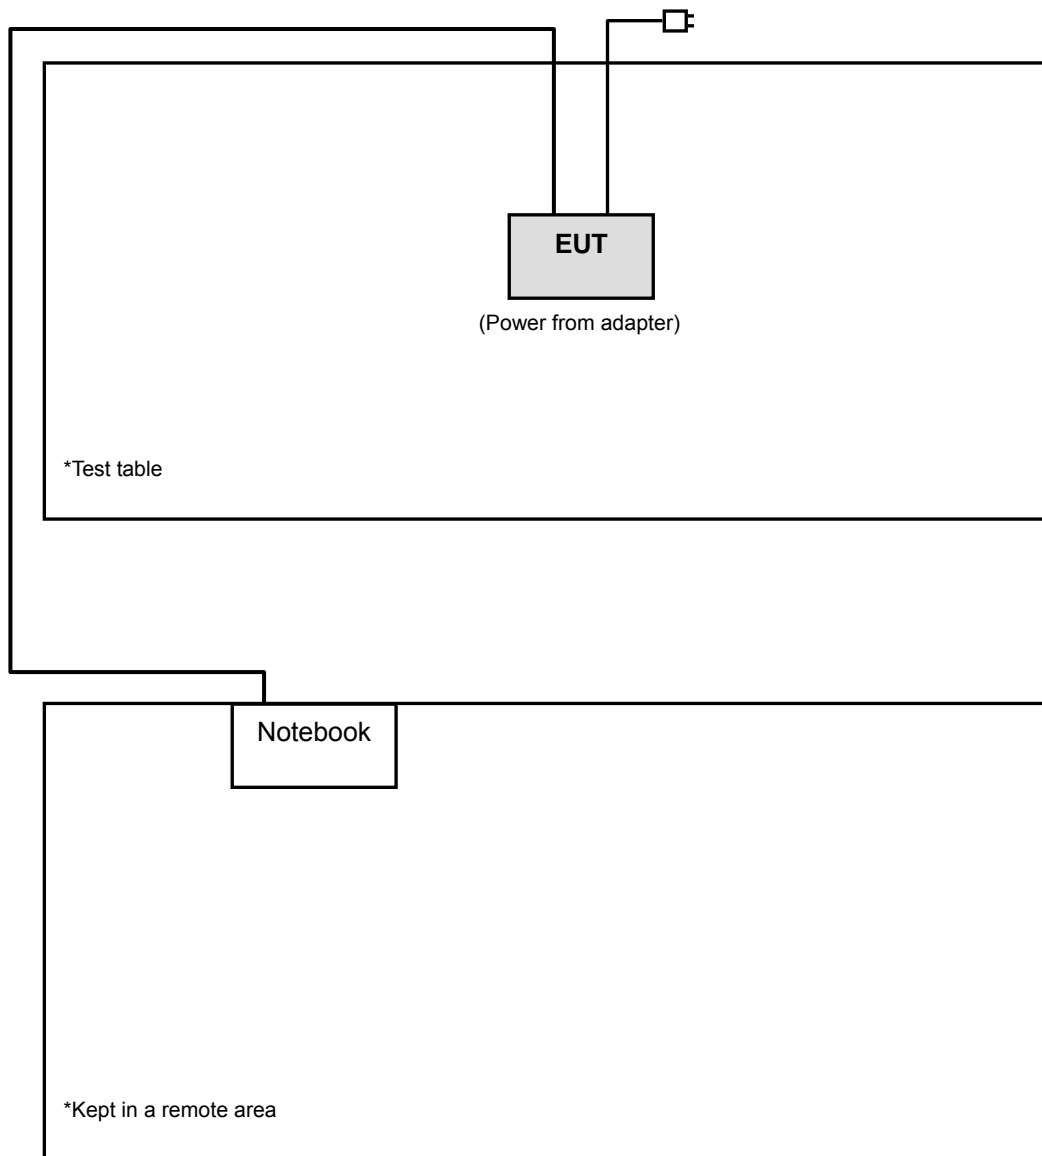 EUT
(Power from adapter)
*Test table
Notebook
*Kept in a remote area